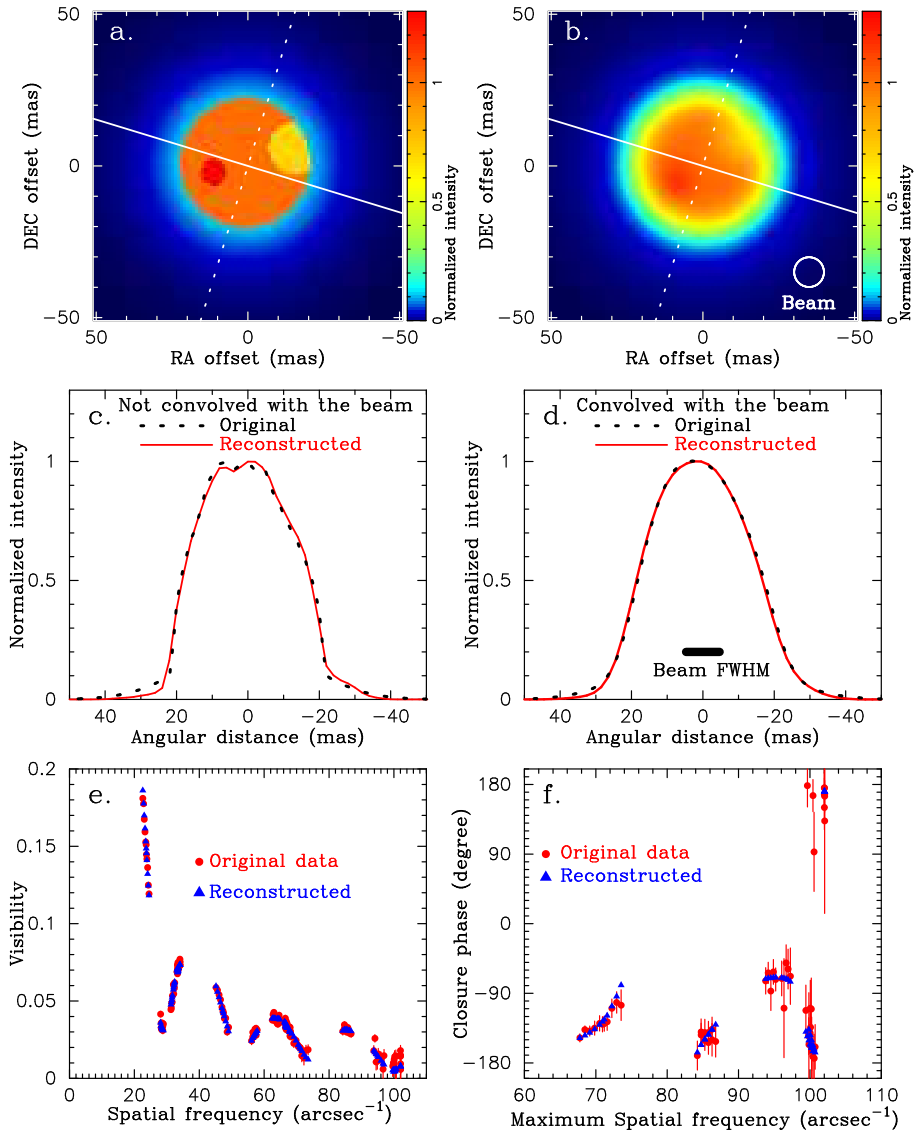 a.
DEC offset (mas)
50
0
-50
50
0
-50
RA offset (mas)
0
0.5
1
Normalized intensity
b.
DEC offset (mas)
50
0
-50
50
0
-50
RA offset (mas)
Beam
0
0.5
1
Normalized intensity
c.
Not convolved with the beam
Original
Reconstructed
Normalized intensity
1
0.5
0
40
20
0
-20
-40
Angular distance (mas)
d.
Convolved with the beam
Original
Reconstructed
Normalized intensity
1
0.5
0
Beam FWHM
40
20
0
-20
-40
Angular distance (mas)
e.
Original data
Reconstructed
Visibility
0.2
0.15
0.1
0.05
0
0
20
40
60
80
100
Spatial frequency (arcsec⁻¹)
f.
Original data
Reconstructed
Closure phase (degree)
180
90
0
-90
-180
60
70
80
90
100
110
Maximum Spatial frequency (arcsec⁻¹)